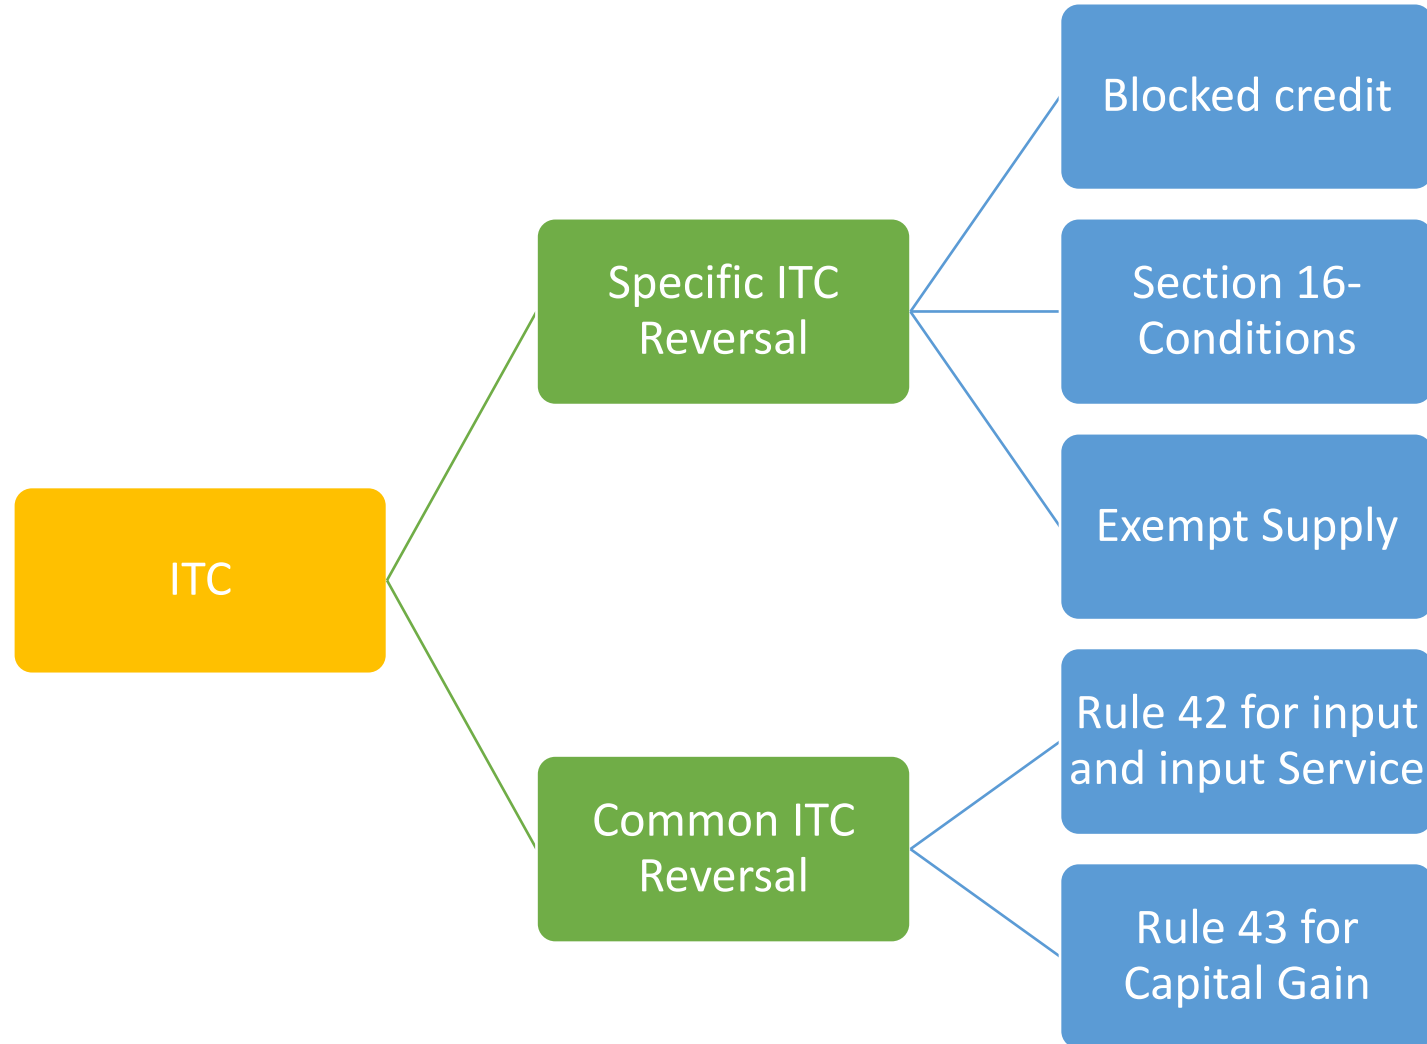 ITC
Specific ITC
Reversal
Blocked credit
Section 16-
Conditions
Exempt Supply
Common ITC
Reversal
Rule 42 for input
and input Service
Rule 43 for
Capital Gain